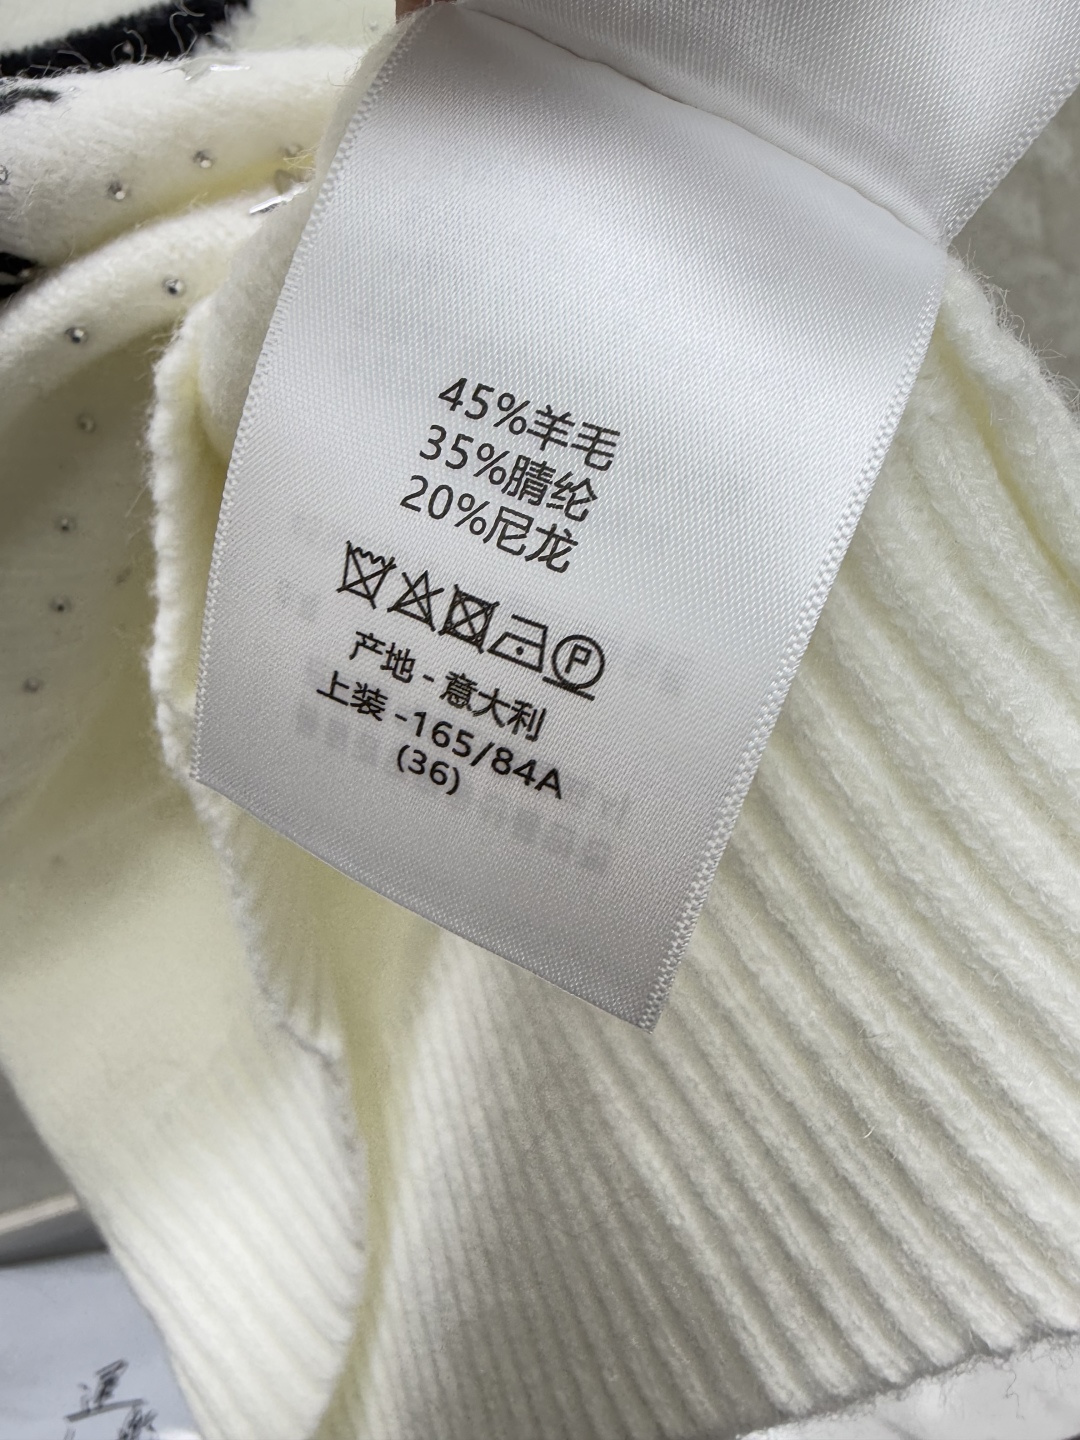 45%羊毛
35%腈纶
20%尼龙
P
产地 - 意大利
上装 -165/84A
(36)